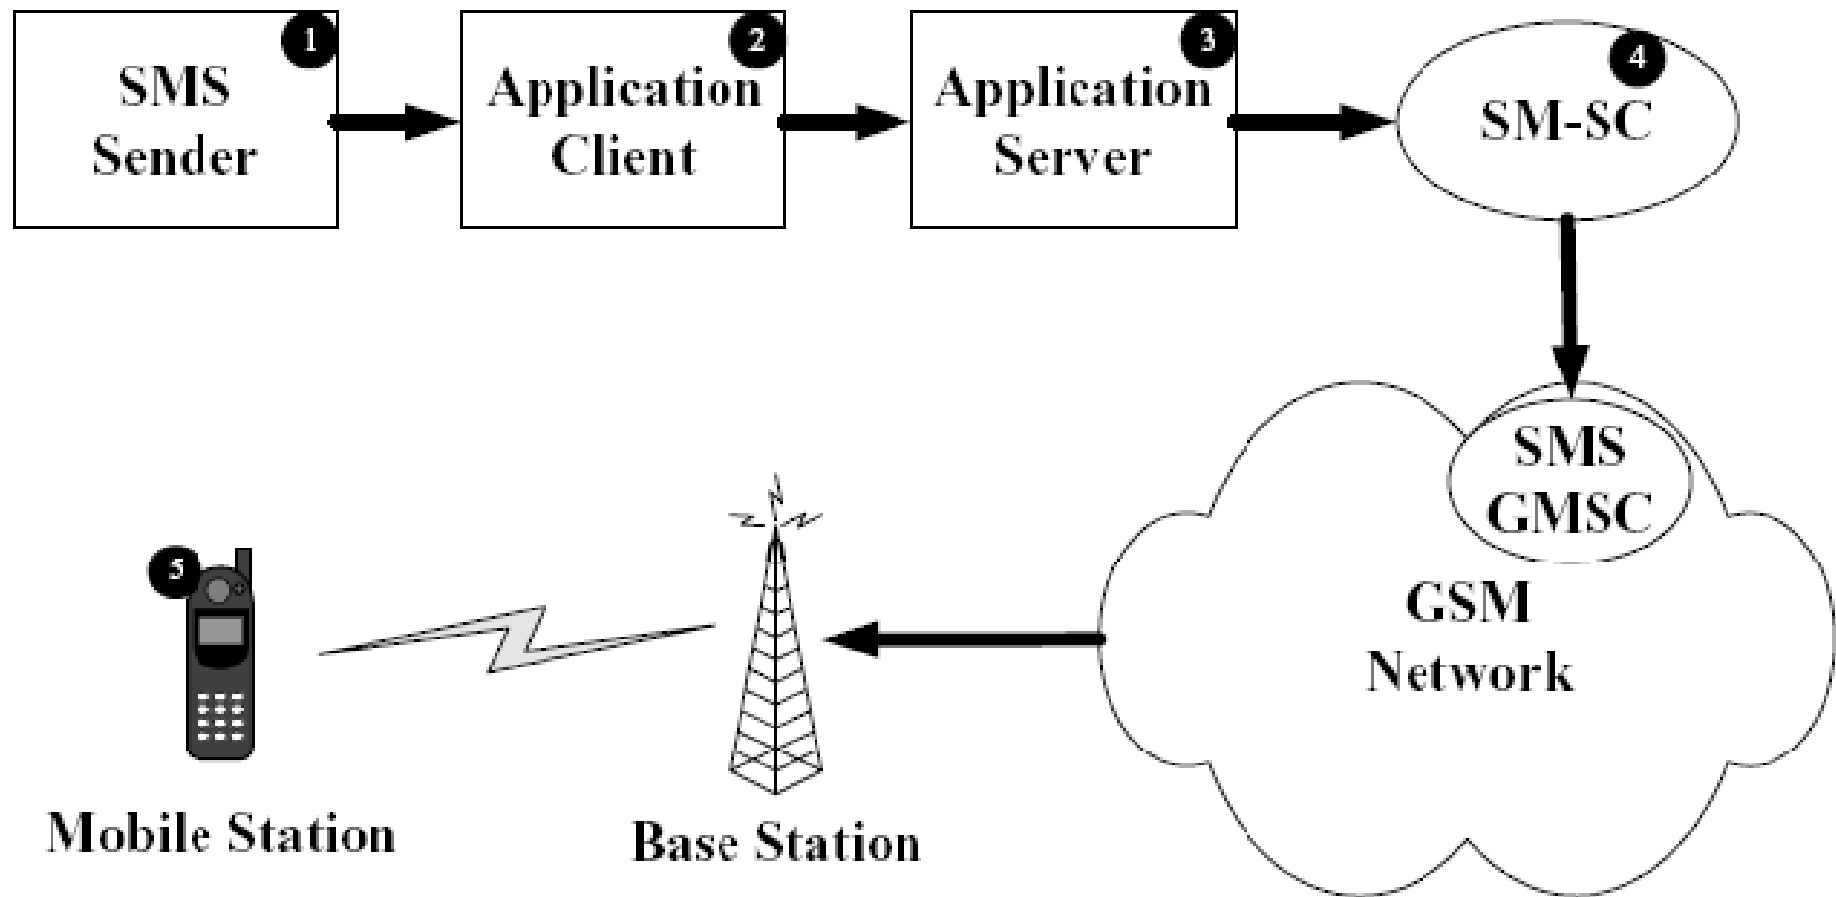 1
SMS
Sender
2
Application
Client
3
Application
Server
4
SM-SC
SMS
GMSC
GSM
Network
5
Mobile Station
Base Station